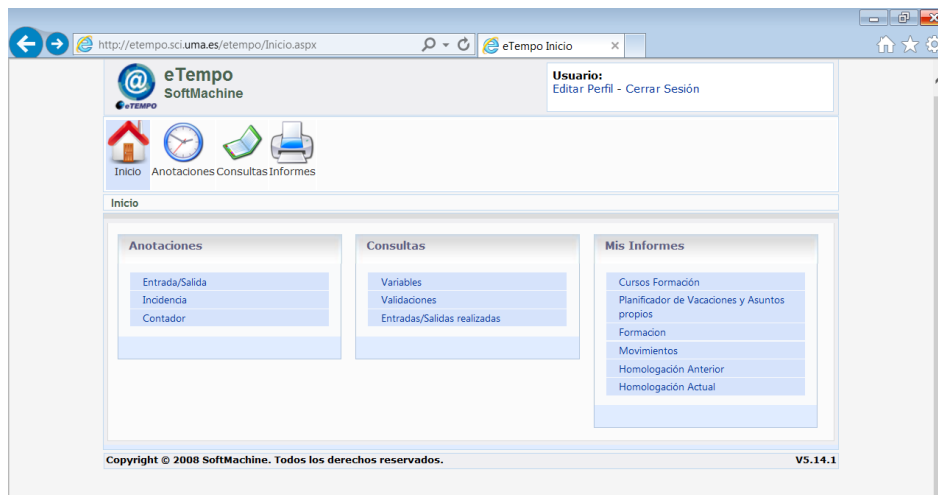 http://etempo.sci.uma.es/etempo/Inicio.aspx
eTempo Inicio
@
eTEMPO
eTempo
SoftMachine
Usuario:
Editar Perfil - Cerrar Sesión
Inicio
Anotaciones
Consultas
Informes
Inicio
Anotaciones
Entrada/Salida
Incidencia
Contador
Consultas
Variables
Validaciones
Entradas/Salidas realizadas
Mis Informes
Cursos Formación
Planificador de Vacaciones y Asuntos
propios
Formacion
Movimientos
Homologación Anterior
Homologación Actual
Copyright © 2008 SoftMachine. Todos los derechos reservados.
V5.14.1